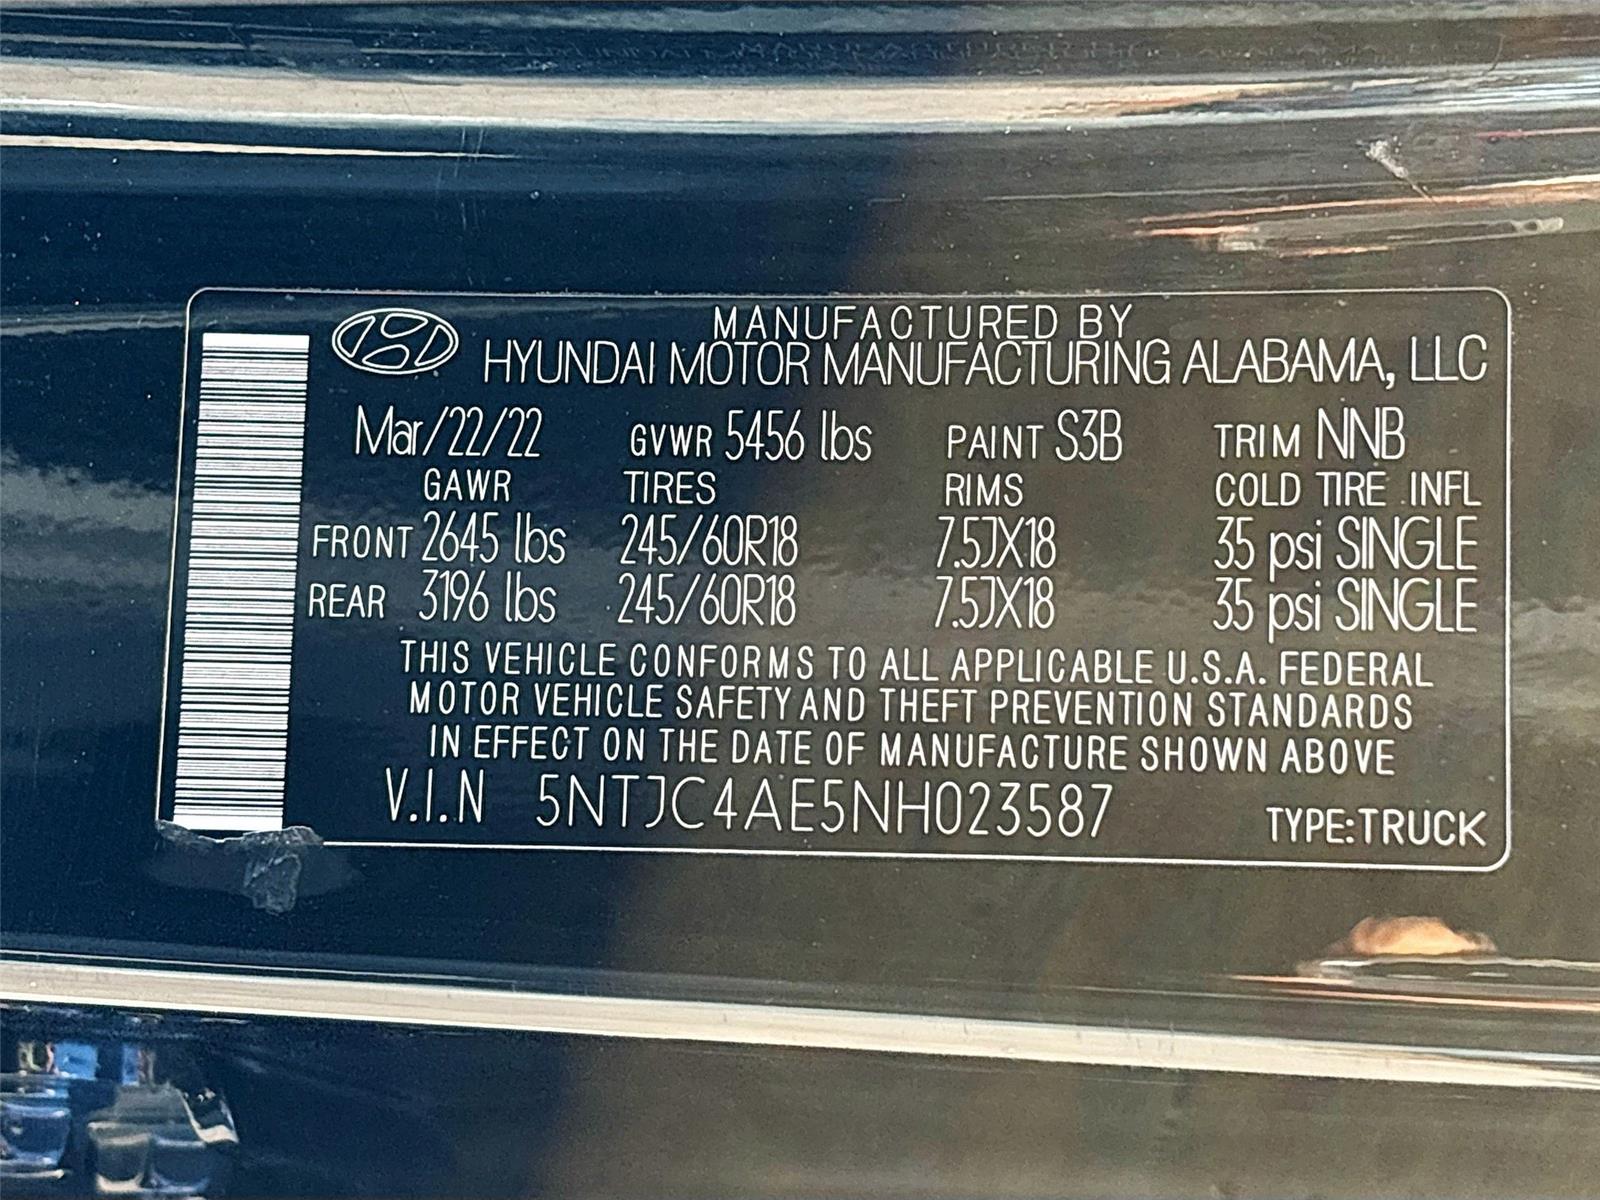 MANUFACTURED BY
HYUNDAI MOTOR MANUFACTURING ALABAMA, LLC
Mar/22/22 GVWR 5456 lbs PAINT S3B TRIM NNB
GAWR TIRES RIMS COLD TIRE INFL
FRONT 2645 lbs 245/60R18 7.5JX18 35 psi SINGLE
REAR 3196 lbs 245/60R18 7.5JX18 35 psi SINGLE
THIS VEHICLE CONFORMS TO ALL APPLICABLE U.S.A. FEDERAL
MOTOR VEHICLE SAFETY AND THEFT PREVENTION STANDARDS
IN EFFECT ON THE DATE OF MANUFACTURE SHOWN ABOVE
V.I.N 5NTJC4AE5NH023587 TYPE:TRUCK